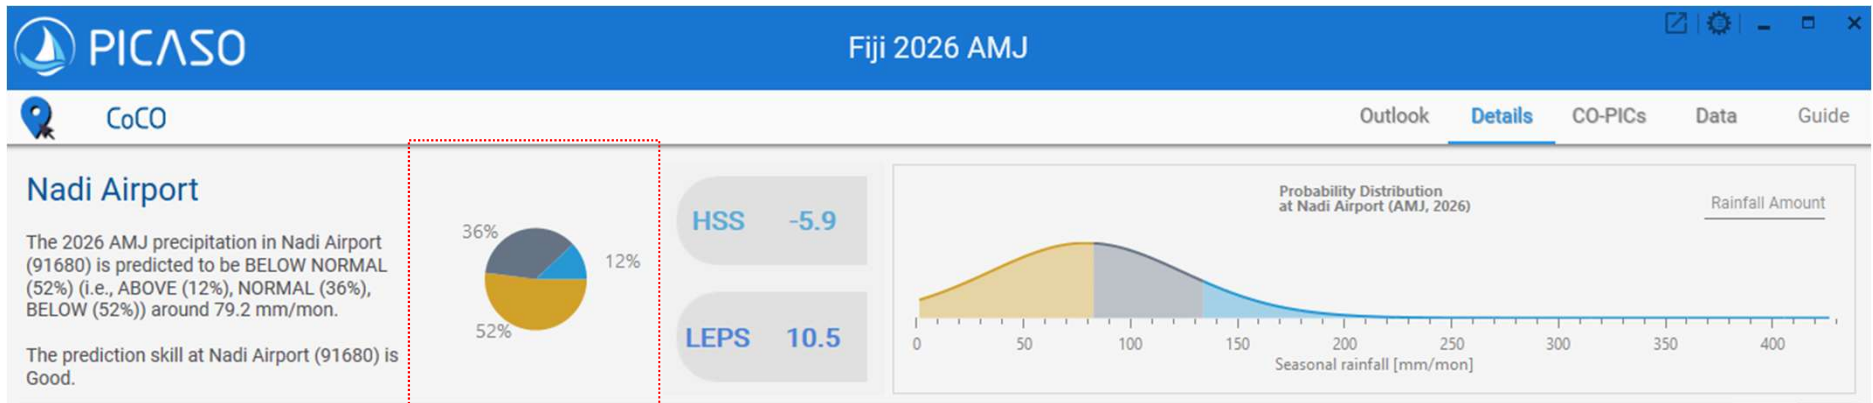 PICASO
Fiji 2026 AMJ
CoCO
Outlook
Details
CO-PICs
Data
Guide
Nadi Airport
The 2026 AMJ precipitation in Nadi Airport
(91680) is predicted to be BELOW NORMAL
(52%) (i.e., ABOVE (12%), NORMAL (36%),
BELOW (52%)) around 79.2 mm/mon.
The prediction skill at Nadi Airport (91680) is
Good.
36%
12%
52%
HSS -5.9
LEPS 10.5
Probability Distribution
at Nadi Airport (AMJ, 2026)
Rainfall Amount
0 50 100 150 200 250 300 350 400
Seasonal rainfall [mm/mon]